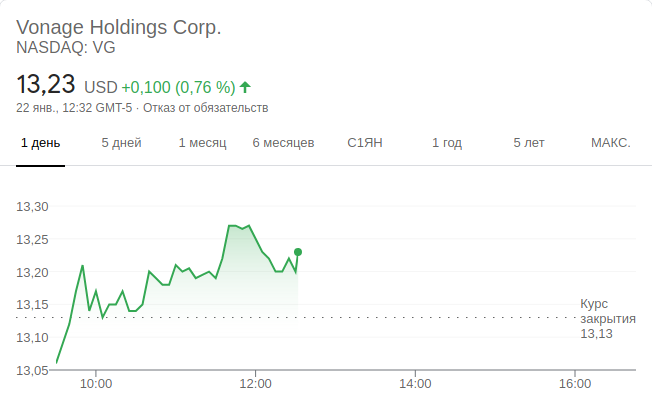 Vonage Holdings Corp.
NASDAQ: VG
13,23 USD +0,100 (0,76 %)
22 янв., 12:32 GMT-5 · Отказ от обязательств
1 день 5 дней 1 месяц 6 месяцев С1ЯН 1 год 5 лет МАКС.
13,30
13,25
13,20
13,15
13,10
13,05
Курс
закрытия
13,13
10:00 12:00 14:00 16:00